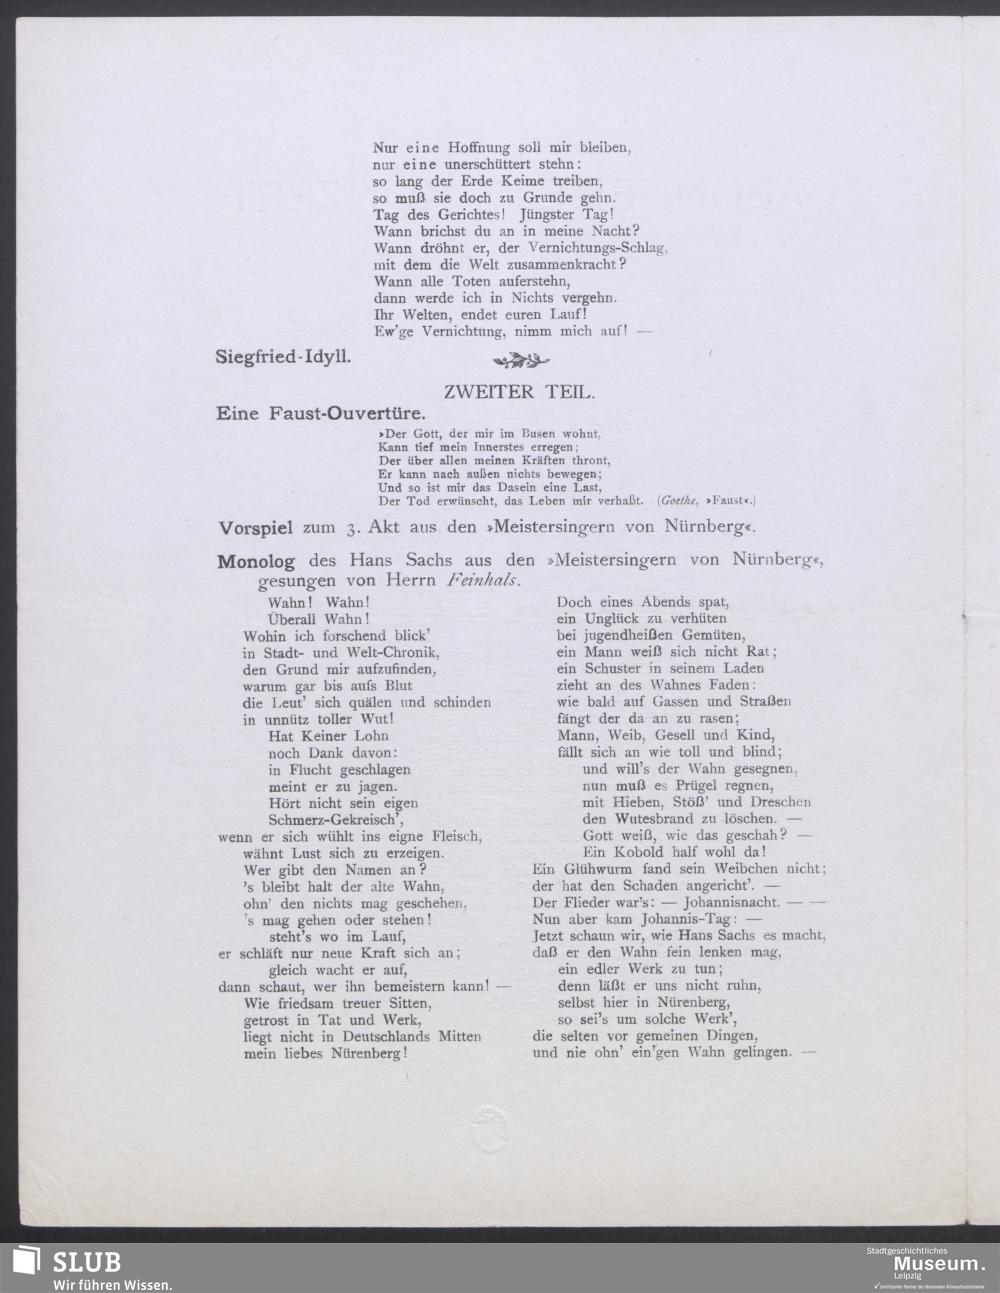 Nur eine Hoffnung soll mir bleiben,
nur eine unerschüttert stehn:
so lang der Erde Keime treiben,
so muß sie doch zu Grunde gehn.
Tag des Gerichtes! Jüngster Tag!
Wann brichst du an in meine Nacht?
Wann dröhnt er, der Vernichtungs-Schlag,
mit dem die Welt zusammenkracht?
Wann alle Toten auferstehn,
dann werde ich in Nichts vergehn.
Ihr Welten, endet euren Lauf!
Ew'ge Vernichtung, nimm mich auf! —
Siegfried-Idyll.
ZWEITER TEIL.
Eine Faust-Ouvertüre.
»Der Gott, der mir im Busen wohnt,
Kann tief mein Innerstes erregen;
Der über allen meinen Kräften thront,
Er kann nach außen nichts bewegen;
Und so ist mir das Dasein eine Last,
Der Tod erwünscht, das Leben mir verhaßt. (Goethe, »Faust«.)
Vorspiel zum 3. Akt aus den »Meistersingern von Nürnberg«.
Monolog des Hans Sachs aus den »Meistersingern von Nürnberg«,
gesungen von Herrn Feinhals.
Wahn! Wahn!
Überall Wahn!
Wohin ich forschend blick'
in Stadt- und Welt-Chronik,
den Grund mir aufzufinden,
warum gar bis aufs Blut
die Leut' sich quälen und schinden
in unnütz toller Wut!
Hat Keiner Lohn
noch Dank davon:
in Flucht geschlagen
meint er zu jagen.
Hört nicht sein eigen
Schmerz-Gekreisch',
wenn er sich wühlt ins eigne Fleisch,
wähnt Lust sich zu erzeigen.
Wer gibt den Namen an?
's bleibt halt der alte Wahn,
ohn' den nichts mag geschehen,
's mag gehen oder stehen!
steht's wo im Lauf,
er schläft nur neue Kraft sich an;
gleich wacht er auf,
dann schaut, wer ihn bemeistern kann! —
Wie friedsam treuer Sitten,
getrost in Tat und Werk,
liegt nicht in Deutschlands Mitten
mein liebes Nürenberg!
Doch eines Abends spat,
ein Unglück zu verhüten
bei jugendheißen Gemüten,
ein Mann weiß sich nicht Rat;
ein Schuster in seinem Laden
zieht an des Wahnes Faden:
wie bald auf Gassen und Straßen
fängt der da an zu rasen;
Mann, Weib, Gesell und Kind,
fällt sich an wie toll und blind;
und will's der Wahn gesegnen,
nun muß es Prügel regnen,
mit Hieben, Stöß' und Dreschen
den Wutesbrand zu löschen. —
Gott weiß, wie das geschah? —
Ein Kobold half wohl da!
Ein Glühwurm fand sein Weibchen nicht;
der hat den Schaden angericht'. —
Der Flieder war's: — Johannisnacht. — —
Nun aber kam Johannis-Tag: —
Jetzt schaun wir, wie Hans Sachs es macht,
daß er den Wahn fein lenken mag,
ein edler Werk zu tun;
denn läßt er uns nicht ruhn,
selbst hier in Nürenberg,
so sei's um solche Werk',
die selten vor gemeinen Dingen,
und nie ohn' ein'gen Wahn gelingen. —
SLUB
Wir führen Wissen.
Stadtgeschichtliches
Museum.
Leipzig
Zertifizierter Partner der Nationalen Klimaschutzinitiative